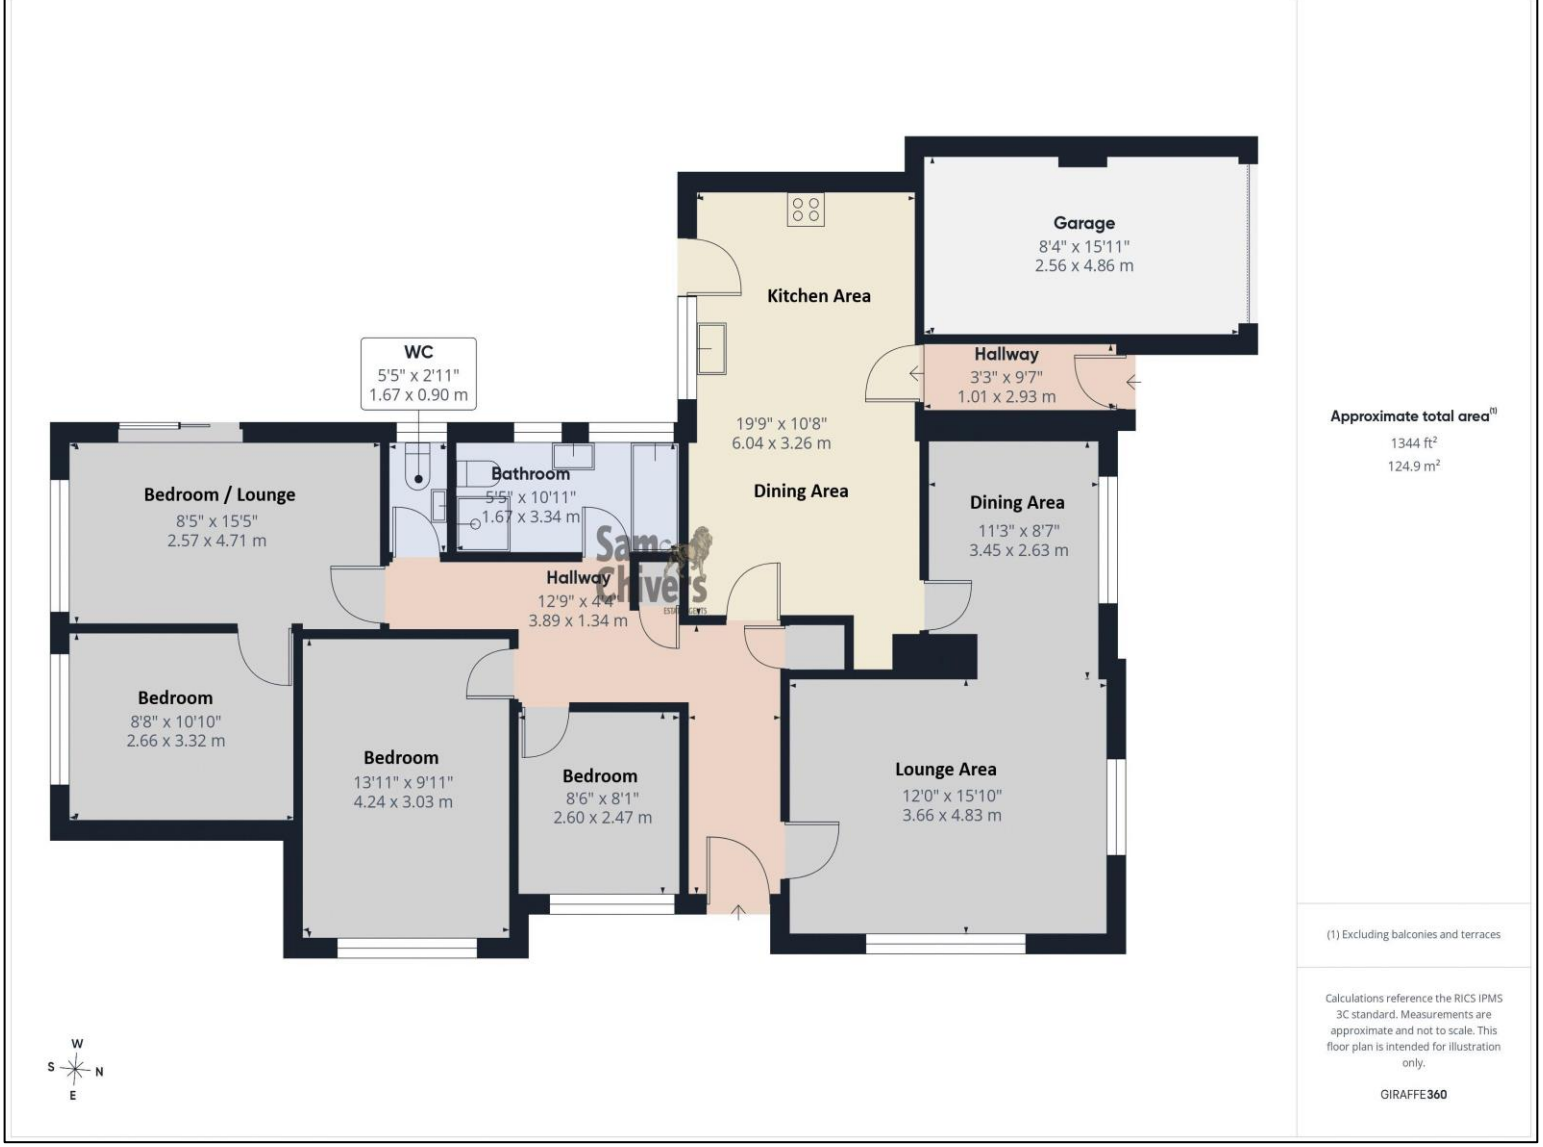 Garage
8'4" x 15'11"
2.56 x 4.86 m
Kitchen Area
Hallway
3'3" x 9'7"
1.01 x 2.93 m
WC
5'5" x 2'11"
1.67 x 0.90 m
19'9" x 10'8"
6.04 x 3.26 m
Dining Area
Bedroom / Lounge
8'5" x 15'5"
2.57 x 4.71 m
Bathroom
5'5" x 10'11"
1.67 x 3.34 m
Dining Area
11'3" x 8'7"
3.45 x 2.63 m
Sam
Chivers
ESTATE AGENTS
Hallway
12'9" x 4'4"
3.89 x 1.34 m
Bedroom
8'8" x 10'10"
2.66 x 3.32 m
Bedroom
13'11" x 9'11"
4.24 x 3.03 m
Bedroom
8'6" x 8'1"
2.60 x 2.47 m
Lounge Area
12'0" x 15'10"
3.66 x 4.83 m
W
S N
E
Approximate total area(1)
1344 ft²
124.9 m²
(1) Excluding balconies and terraces
Calculations reference the RICS IPMS
3C standard. Measurements are
approximate and not to scale. This
floor plan is intended for illustration
only.
GIRAFFE360